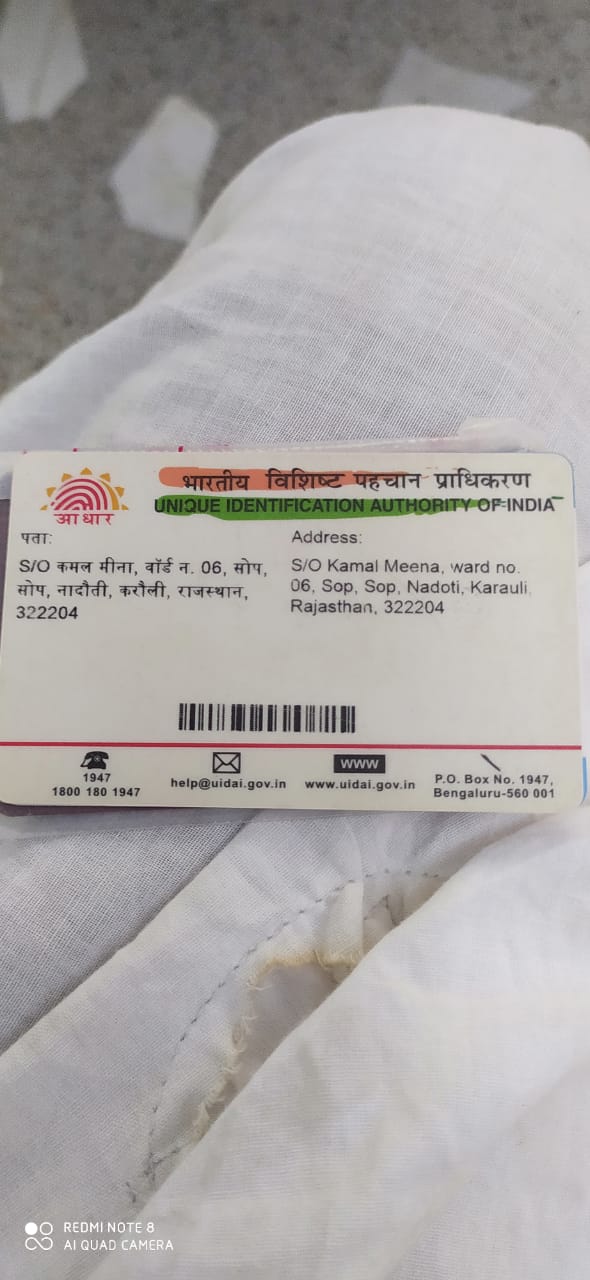 भारतीय विशिष्ट पहचान प्राधिकरण
UNIQUE IDENTIFICATION AUTHORITY OF INDIA
आधार
पता:
S/O कमल मीना, वॉर्ड न. 06, सोप,
सोप, नादौती, करौली, राजस्थान,
322204
Address:
S/O Kamal Meena, ward no.
06, Sop, Sop, Nadoti, Karauli,
Rajasthan, 322204
1947
1800 180 1947
help@uidai.gov.in
WWW
www.uidai.gov.in
P.O. Box No. 1947,
Bengaluru-560 001
REDMI NOTE 8
AI QUAD CAMERA